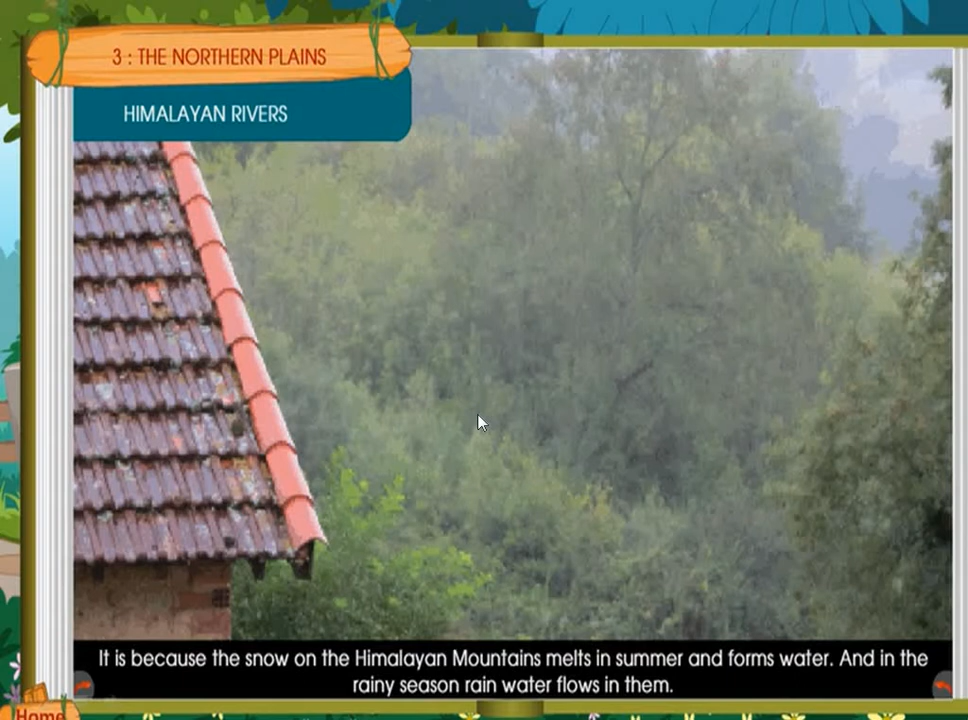 3 : THE NORTHERN PLAINS
HIMALAYAN RIVERS
It is because the snow on the Himalayan Mountains melts in summer and forms water. And in the
rainy season rain water flows in them.
Home